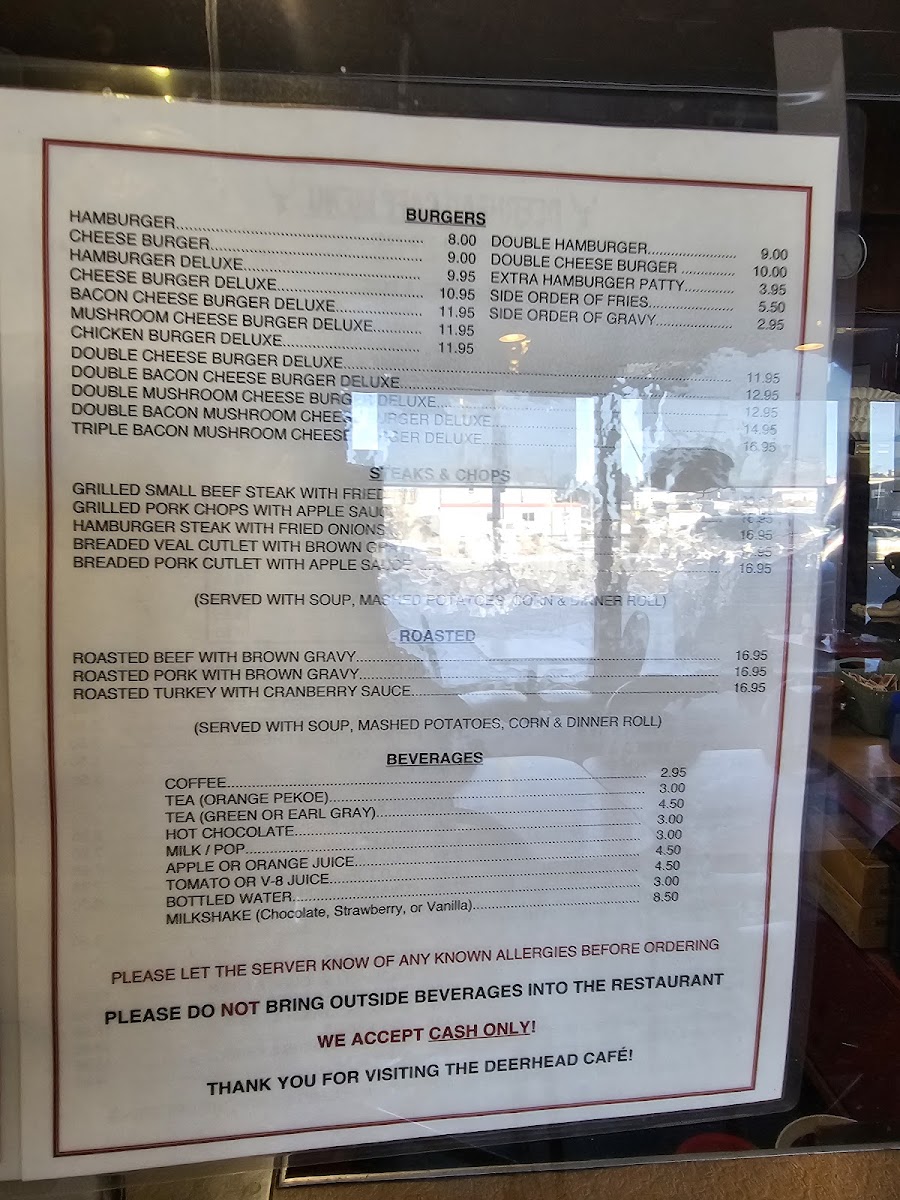 BURGERS
HAMBURGER 8.00
CHEESE BURGER 9.00
HAMBURGER DELUXE 9.95
CHEESE BURGER DELUXE 10.95
BACON CHEESE BURGER DELUXE 11.95
MUSHROOM CHEESE BURGER DELUXE 11.95
CHICKEN BURGER DELUXE 11.95
DOUBLE HAMBURGER 9.00
DOUBLE CHEESE BURGER 10.00
EXTRA HAMBURGER PATTY 3.95
SIDE ORDER OF FRIES 5.50
SIDE ORDER OF GRAVY 2.95
DOUBLE CHEESE BURGER DELUXE 11.95
DOUBLE BACON CHEESE BURGER DELUXE 12.95
DOUBLE MUSHROOM CHEESE BURGER DELUXE 12.95
DOUBLE BACON MUSHROOM CHEESE BURGER DELUXE 14.95
TRIPLE BACON MUSHROOM CHEESE BURGER DELUXE 16.95
STEAKS & CHOPS
GRILLED SMALL BEEF STEAK WITH FRIED
GRILLED PORK CHOPS WITH APPLE SAUCE 16.95
HAMBURGER STEAK WITH FRIED ONIONS 16.95
BREADED VEAL CUTLET WITH BROWN
BREADED PORK CUTLET WITH APPLE SAUCE 16.95
(SERVED WITH SOUP, MASHED POTATOES, CORN & DINNER ROLL)
ROASTED
ROASTED BEEF WITH BROWN GRAVY 16.95
ROASTED PORK WITH BROWN GRAVY 16.95
ROASTED TURKEY WITH CRANBERRY SAUCE 16.95
(SERVED WITH SOUP, MASHED POTATOES, CORN & DINNER ROLL)
BEVERAGES
COFFEE 2.95
TEA (ORANGE PEKOE) 3.00
TEA (GREEN OR EARL GRAY) 4.50
HOT CHOCOLATE 3.00
MILK / POP 3.00
APPLE OR ORANGE JUICE 4.50
TOMATO OR V-8 JUICE 4.50
BOTTLED WATER 3.00
MILKSHAKE (Chocolate, Strawberry, or Vanilla) 8.50
PLEASE LET THE SERVER KNOW OF ANY KNOWN ALLERGIES BEFORE ORDERING
PLEASE DO NOT BRING OUTSIDE BEVERAGES INTO THE RESTAURANT
WE ACCEPT CASH ONLY!
THANK YOU FOR VISITING THE DEERHEAD CAFÉ!